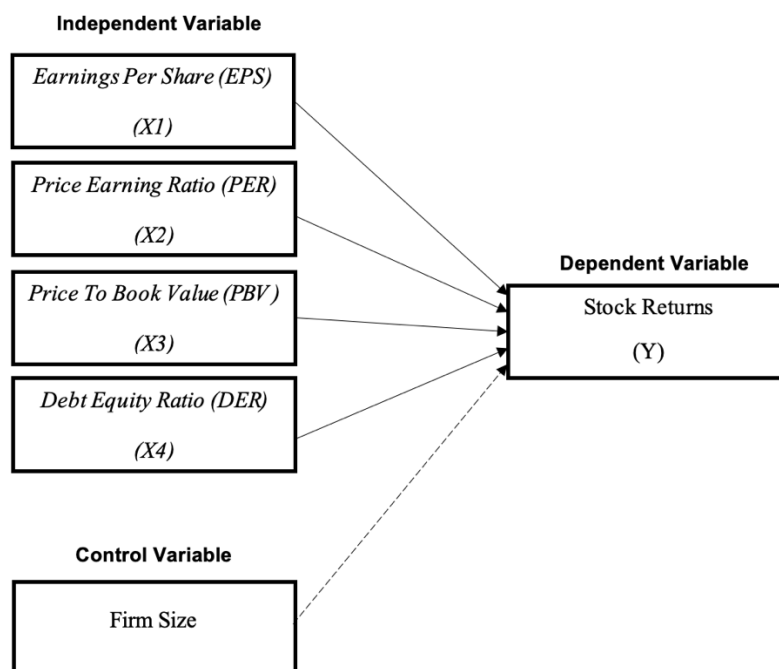 Independent Variable
Earnings Per Share (EPS)
(X1)
Price Earning Ratio (PER)
(X2)
Price To Book Value (PBV)
(X3)
Debt Equity Ratio (DER)
(X4)
Dependent Variable
Stock Returns
(Y)
Control Variable
Firm Size